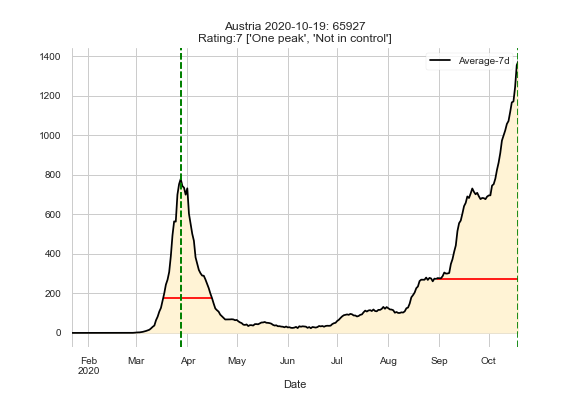 Austria 2020-10-19: 65927
Rating:7 ['One peak', 'Not in control']
Average-7d
1400
1200
1000
800
600
400
200
0
Feb Mar Apr May Jun Jul Aug Sep Oct
2020
Date